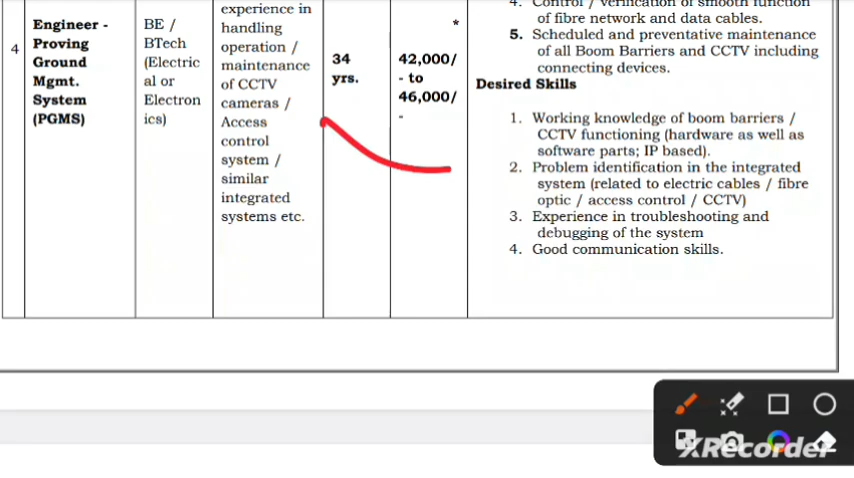 4
Engineer -
Proving
Ground
Mgmt.
System
(PGMS)
BE /
BTech
(Electric
al or
Electron
ics)
experience in
handling
operation /
maintenance
of CCTV
cameras /
Access
control
system /
similar
integrated
systems etc.
34
yrs.
*
42,000/
- to
46,000/
-
4. Control / verification of smooth function
of fibre network and data cables.
5. Scheduled and preventative maintenance
of all Boom Barriers and CCTV including
connecting devices.
Desired Skills
1. Working knowledge of boom barriers /
CCTV functioning (hardware as well as
software parts; IP based).
2. Problem identification in the integrated
system (related to electric cables / fibre
optic / access control / CCTV)
3. Experience in troubleshooting and
debugging of the system
4. Good communication skills.
XRecorder